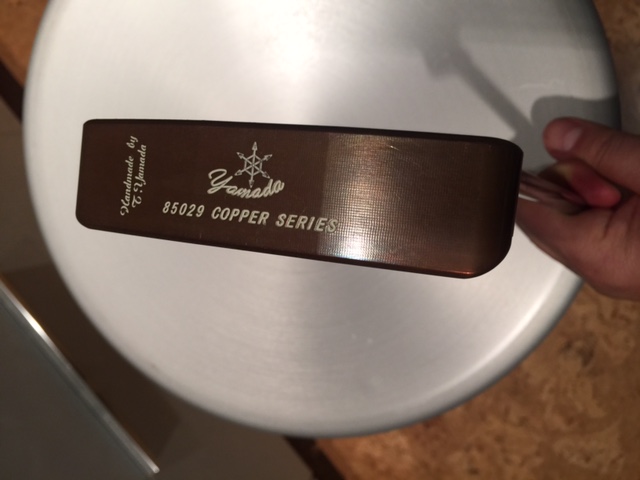 Handmade by
T. Yamada
Yamada
85029 COPPER SERIES